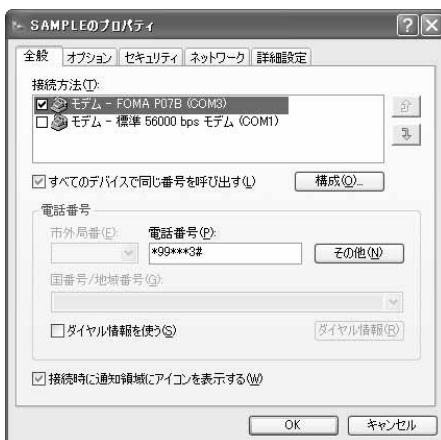 SAMPLEのプロパティ
全般 オプション セキュリティ ネットワーク 詳細設定
接続方法(T):
モデム - FOMA P07B (COM3)
モデム - 標準 56000 bps モデム (COM1)
すべてのデバイスで同じ番号を呼び出す(L) 構成(O)...
電話番号
市外局番(E): 電話番号(P):
*99***3# その他(N)
国番号/地域番号(G):
ダイヤル情報を使う(S) ダイヤル情報(R)
接続時に通知領域にアイコンを表示する(W)
OK キャンセル